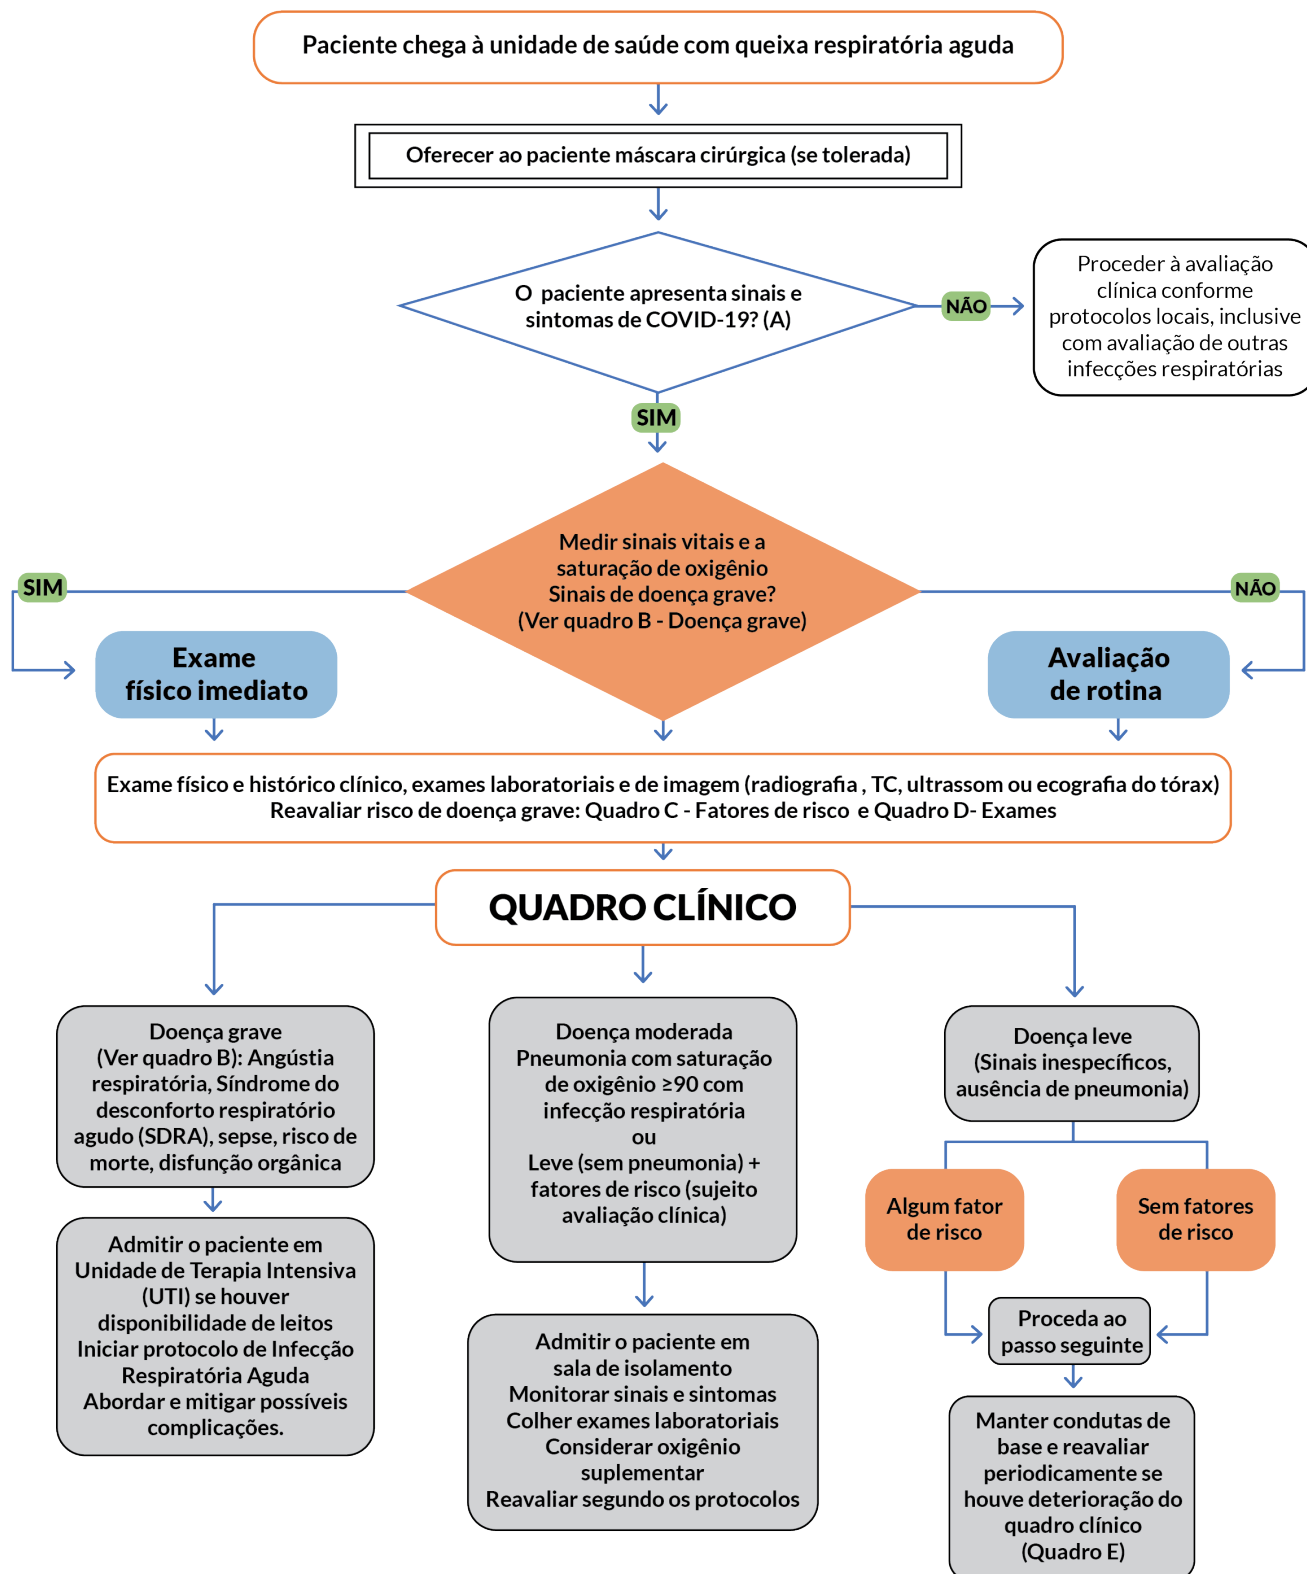 Paciente chega à unidade de saúde com queixa respiratória aguda
Oferecer ao paciente máscara cirúrgica (se tolerada)
O paciente apresenta sinais e
sintomas de COVID-19? (A)
NÃO
Proceder à avaliação
clínica conforme
protocolos locais, inclusive
com avaliação de outras
infecções respiratórias
SIM
Medir sinais vitais e a
saturação de oxigênio
Sinais de doença grave?
(Ver quadro B - Doença grave)
SIM
NÃO
Exame
físico imediato
Avaliação
de rotina
Exame físico e histórico clínico, exames laboratoriais e de imagem (radiografia , TC, ultrassom ou ecografia do tórax)
Reavaliar risco de doença grave: Quadro C - Fatores de risco e Quadro D- Exames
QUADRO CLÍNICO
Doença grave
(Ver quadro B): Angústia
respiratória, Síndrome do
desconforto respiratório
agudo (SDRA), sepse, risco de
morte, disfunção orgânica
Admitir o paciente em
Unidade de Terapia Intensiva
(UTI) se houver
disponibilidade de leitos
Iniciar protocolo de Infecção
Respiratória Aguda
Abordar e mitigar possíveis
complicações.
Doença moderada
Pneumonia com saturação
de oxigênio ≥90 com
infecção respiratória
ou
Leve (sem pneumonia) +
fatores de risco (sujeito
avaliação clínica)
Admitir o paciente em
sala de isolamento
Monitorar sinais e sintomas
Colher exames laboratoriais
Considerar oxigênio
suplementar
Reavaliar segundo os protocolos
Doença leve
(Sinais inespecíficos,
ausência de pneumonia)
Algum fator
de risco
Sem fatores
de risco
Proceda ao
passo seguinte
Manter condutas de
base e reavaliar
periodicamente se
houve deterioração do
quadro clínico
(Quadro E)